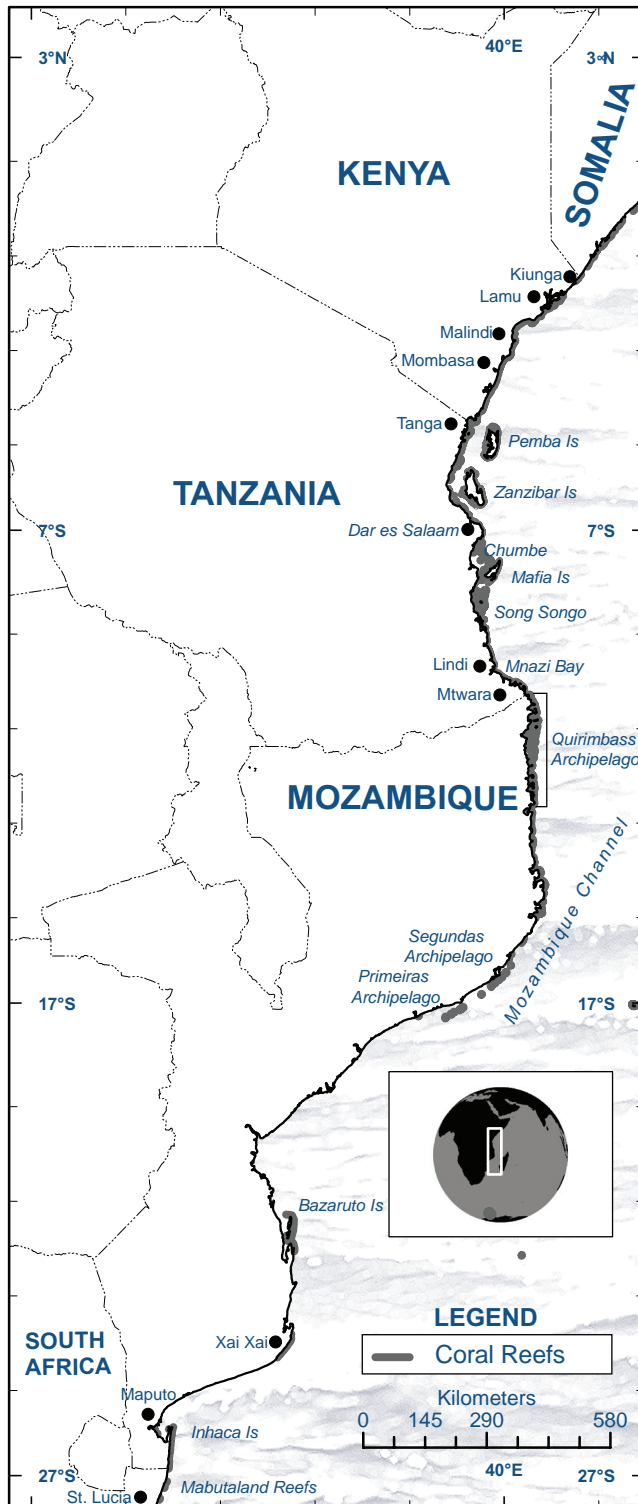 3°N
40°E
3°N
KENYA
SOMALIA
Kiunga
Lamu
Malindi
Mombasa
Tanga
Pemba Is
TANZANIA
Zanzibar Is
7°S
Dar es Salaam
7°S
Chumbe
Mafia Is
Song Songo
Lindi
Mnazi Bay
Mtwara
Quirimbass
Archipelago
MOZAMBIQUE
Mozambique Channel
Segundas
Archipelago
Primeiras
Archipelago
17°S
17°S
Bazaruto Is
LEGEND
Coral Reefs
SOUTH
AFRICA
Xai Xai
Maputo
Kilometers
0 145 290 580
Inhaca Is
27°S
40°E
27°S
Mabutaland Reefs
St. Lucia